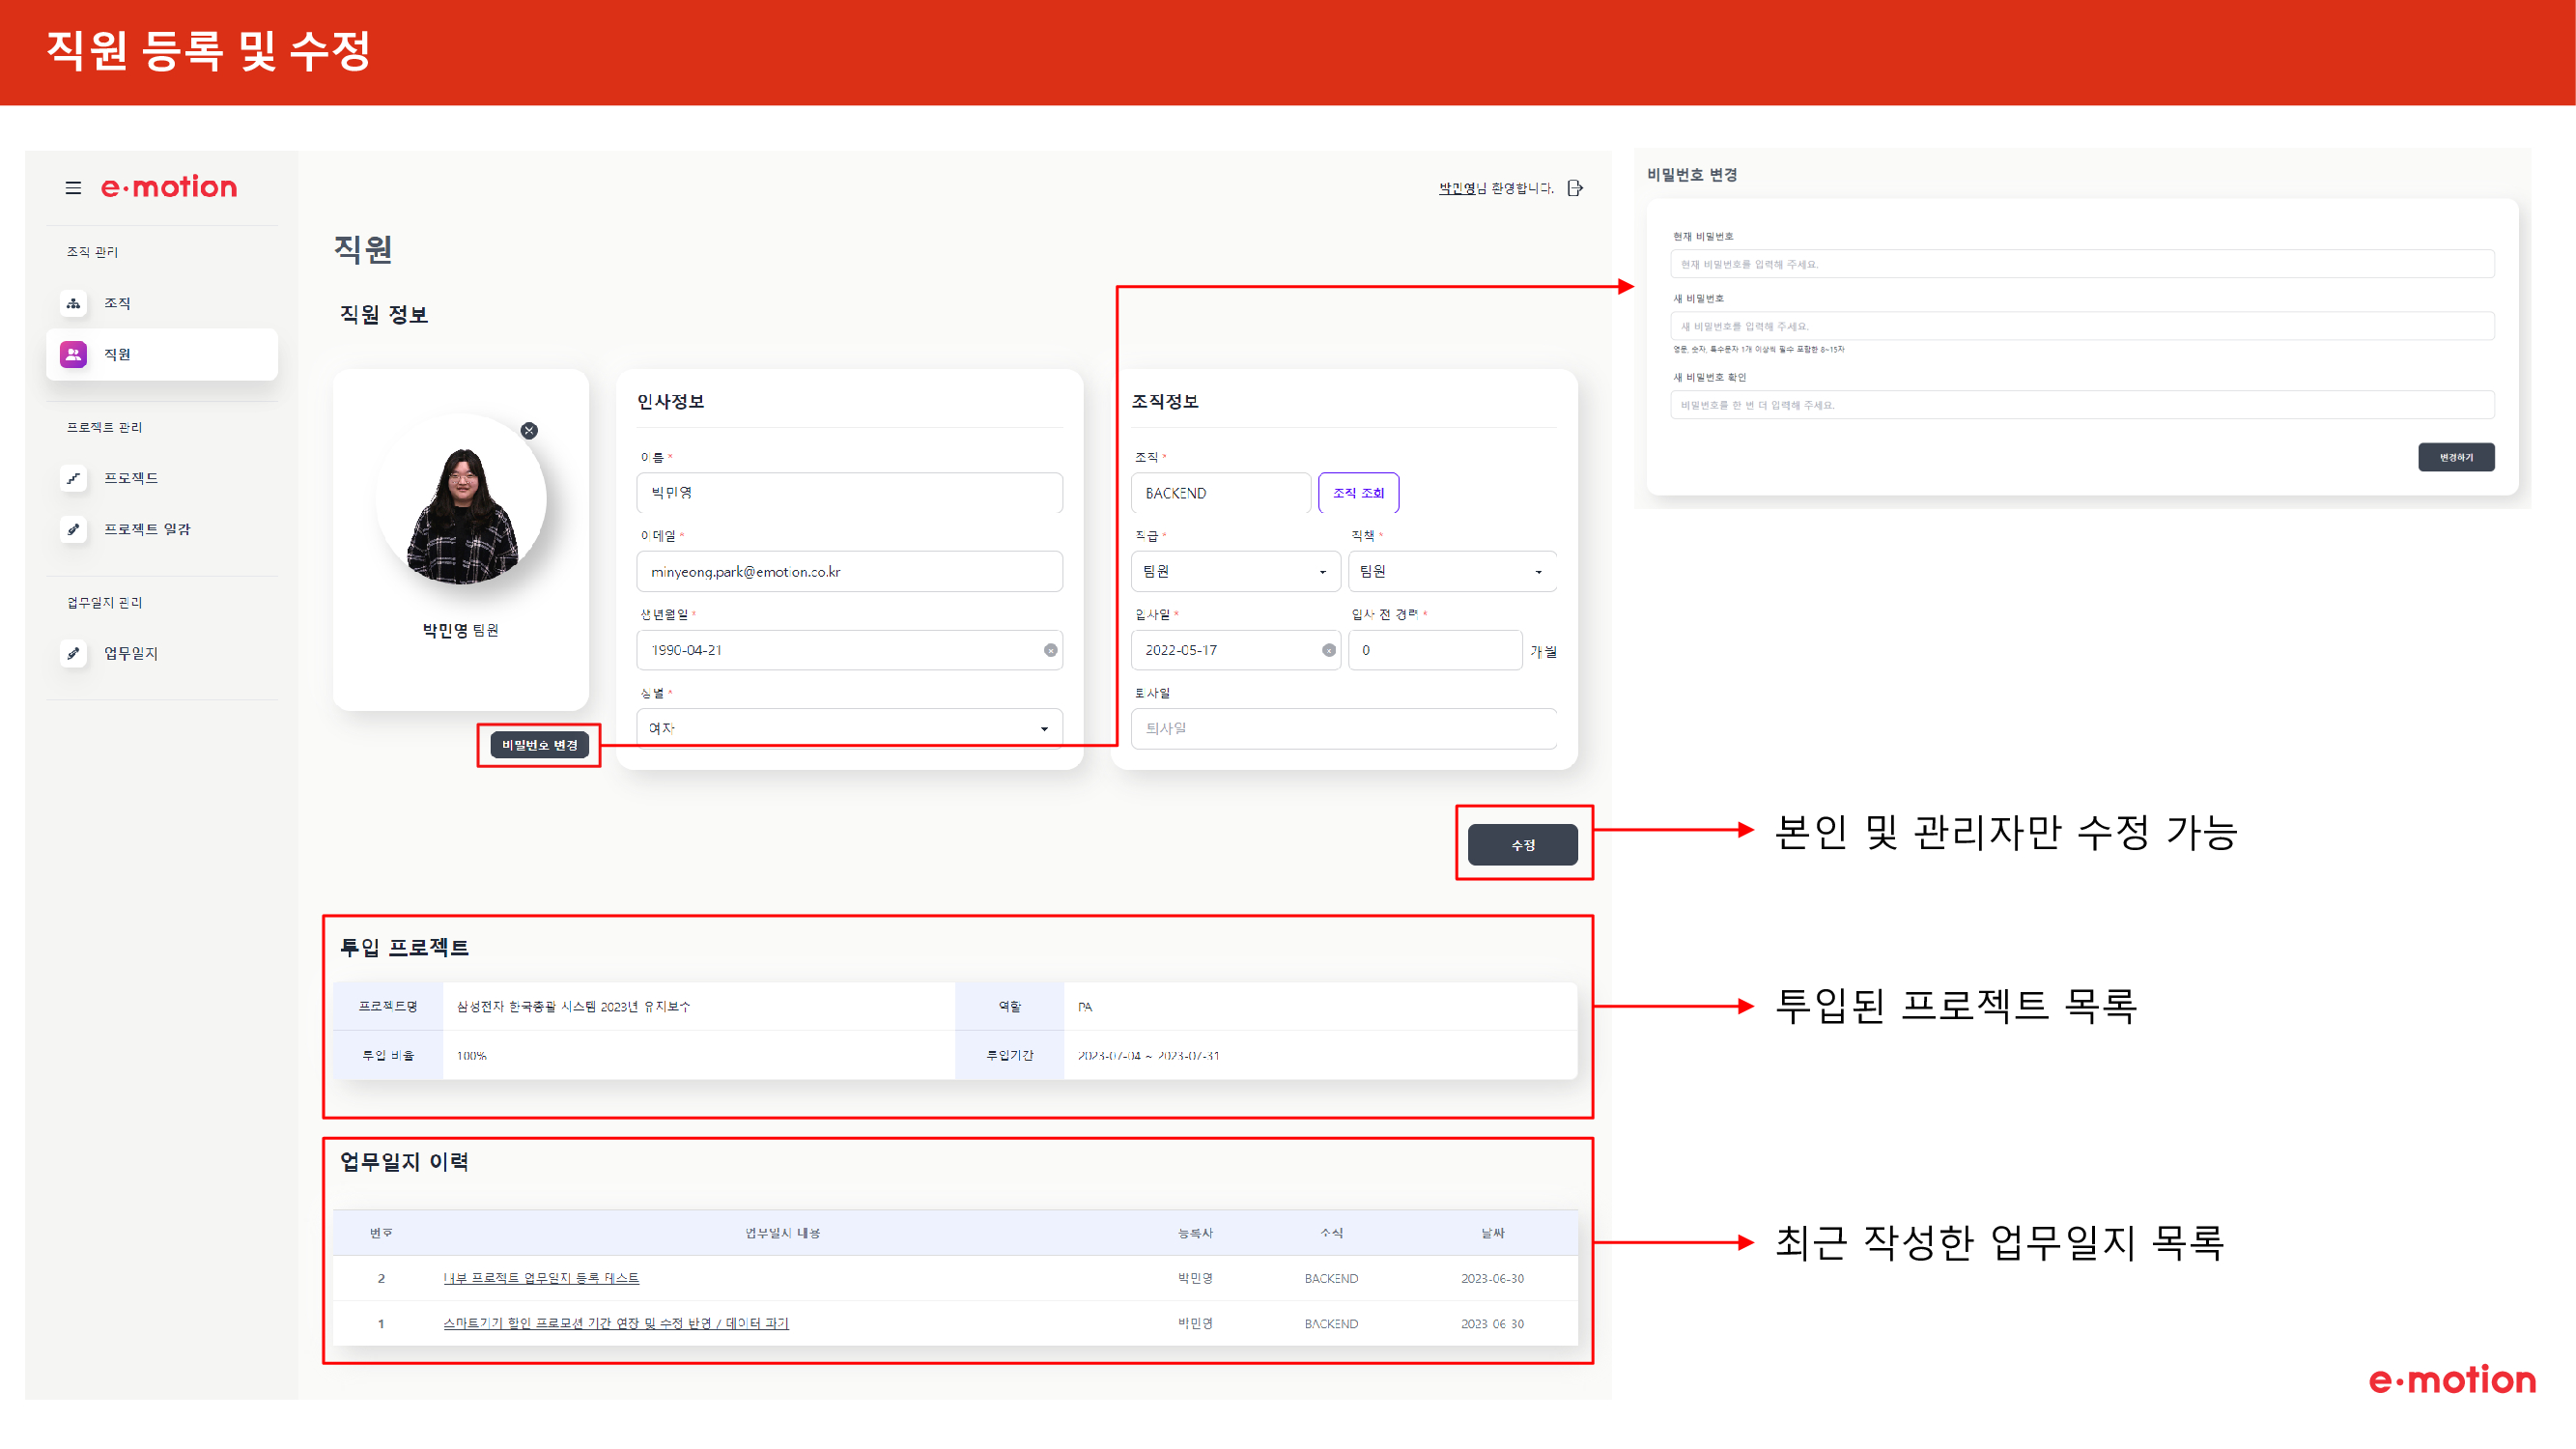 직원 등록 및 수정
e·motion
박민영님 환영합니다.
조직 관리
조직
직원
프로젝트 관리
프로젝트
프로젝트 일감
업무일지 관리
업무일지
직원
직원 정보
박민영 팀원
비밀번호 변경
인사정보
이름 *
박민영
이메일 *
minyeong.park@emotion.co.kr
생년월일 *
1990-04-21
성별 *
여자
조직정보
조직 *
BACKEND
조직 조회
직급 * 직책 *
팀원 팀원
입사일 * 입사 전 경력 *
2022-05-17 0 개월
퇴사일
퇴사일
수정
투입 프로젝트
프로젝트명 삼성전자 한국총괄 시스템 2023년 유지보수 역할 PA
투입 비율 100% 투입기간 2023-07-04 ~ 2023-07-31
업무일지 이력
번호 업무일지 내용 등록자 조직 날짜
2 내부 프로젝트 업무일지 등록 테스트 박민영 BACKEND 2023-06-30
1 스마트기기 할인 프로모션 기간 연장 및 수정 반영 / 데이터 파기 박민영 BACKEND 2023-06-30
비밀번호 변경
현재 비밀번호
현재 비밀번호를 입력해 주세요.
새 비밀번호
새 비밀번호를 입력해 주세요.
영문, 숫자, 특수문자 1개 이상씩 필수 포함한 8~15자
새 비밀번호 확인
비밀번호를 한 번 더 입력해 주세요.
변경하기
본인 및 관리자만 수정 가능
투입된 프로젝트 목록
최근 작성한 업무일지 목록
e·motion